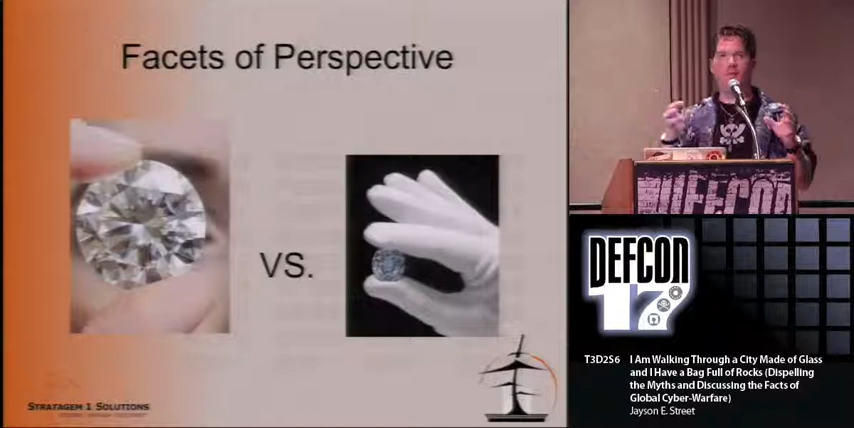 Facets of Perspective
VS.
STRATAGEM 1 SOLUTIONS
DEFCON
DEFCON
17
T3D2S6 I Am Walking Through a City Made of Glass
and I Have a Bag Full of Rocks (Dispelling
the Myths and Discussing the Facts of
Global Cyber-Warfare)
Jayson E. Street